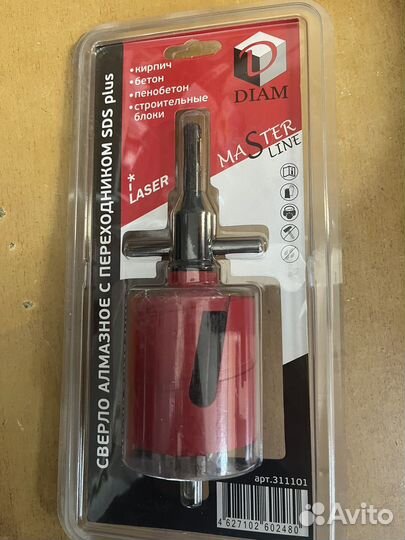 СВЕРЛО АЛМАЗНОЕ С ПЕРЕХОДНИКОМ SDS plus
•кирпич
•бетон
•пенобетон
•строительные
блоки
DIAM
MASTER
LINE
LASER
арт.311101
4 627102 602480
Avito